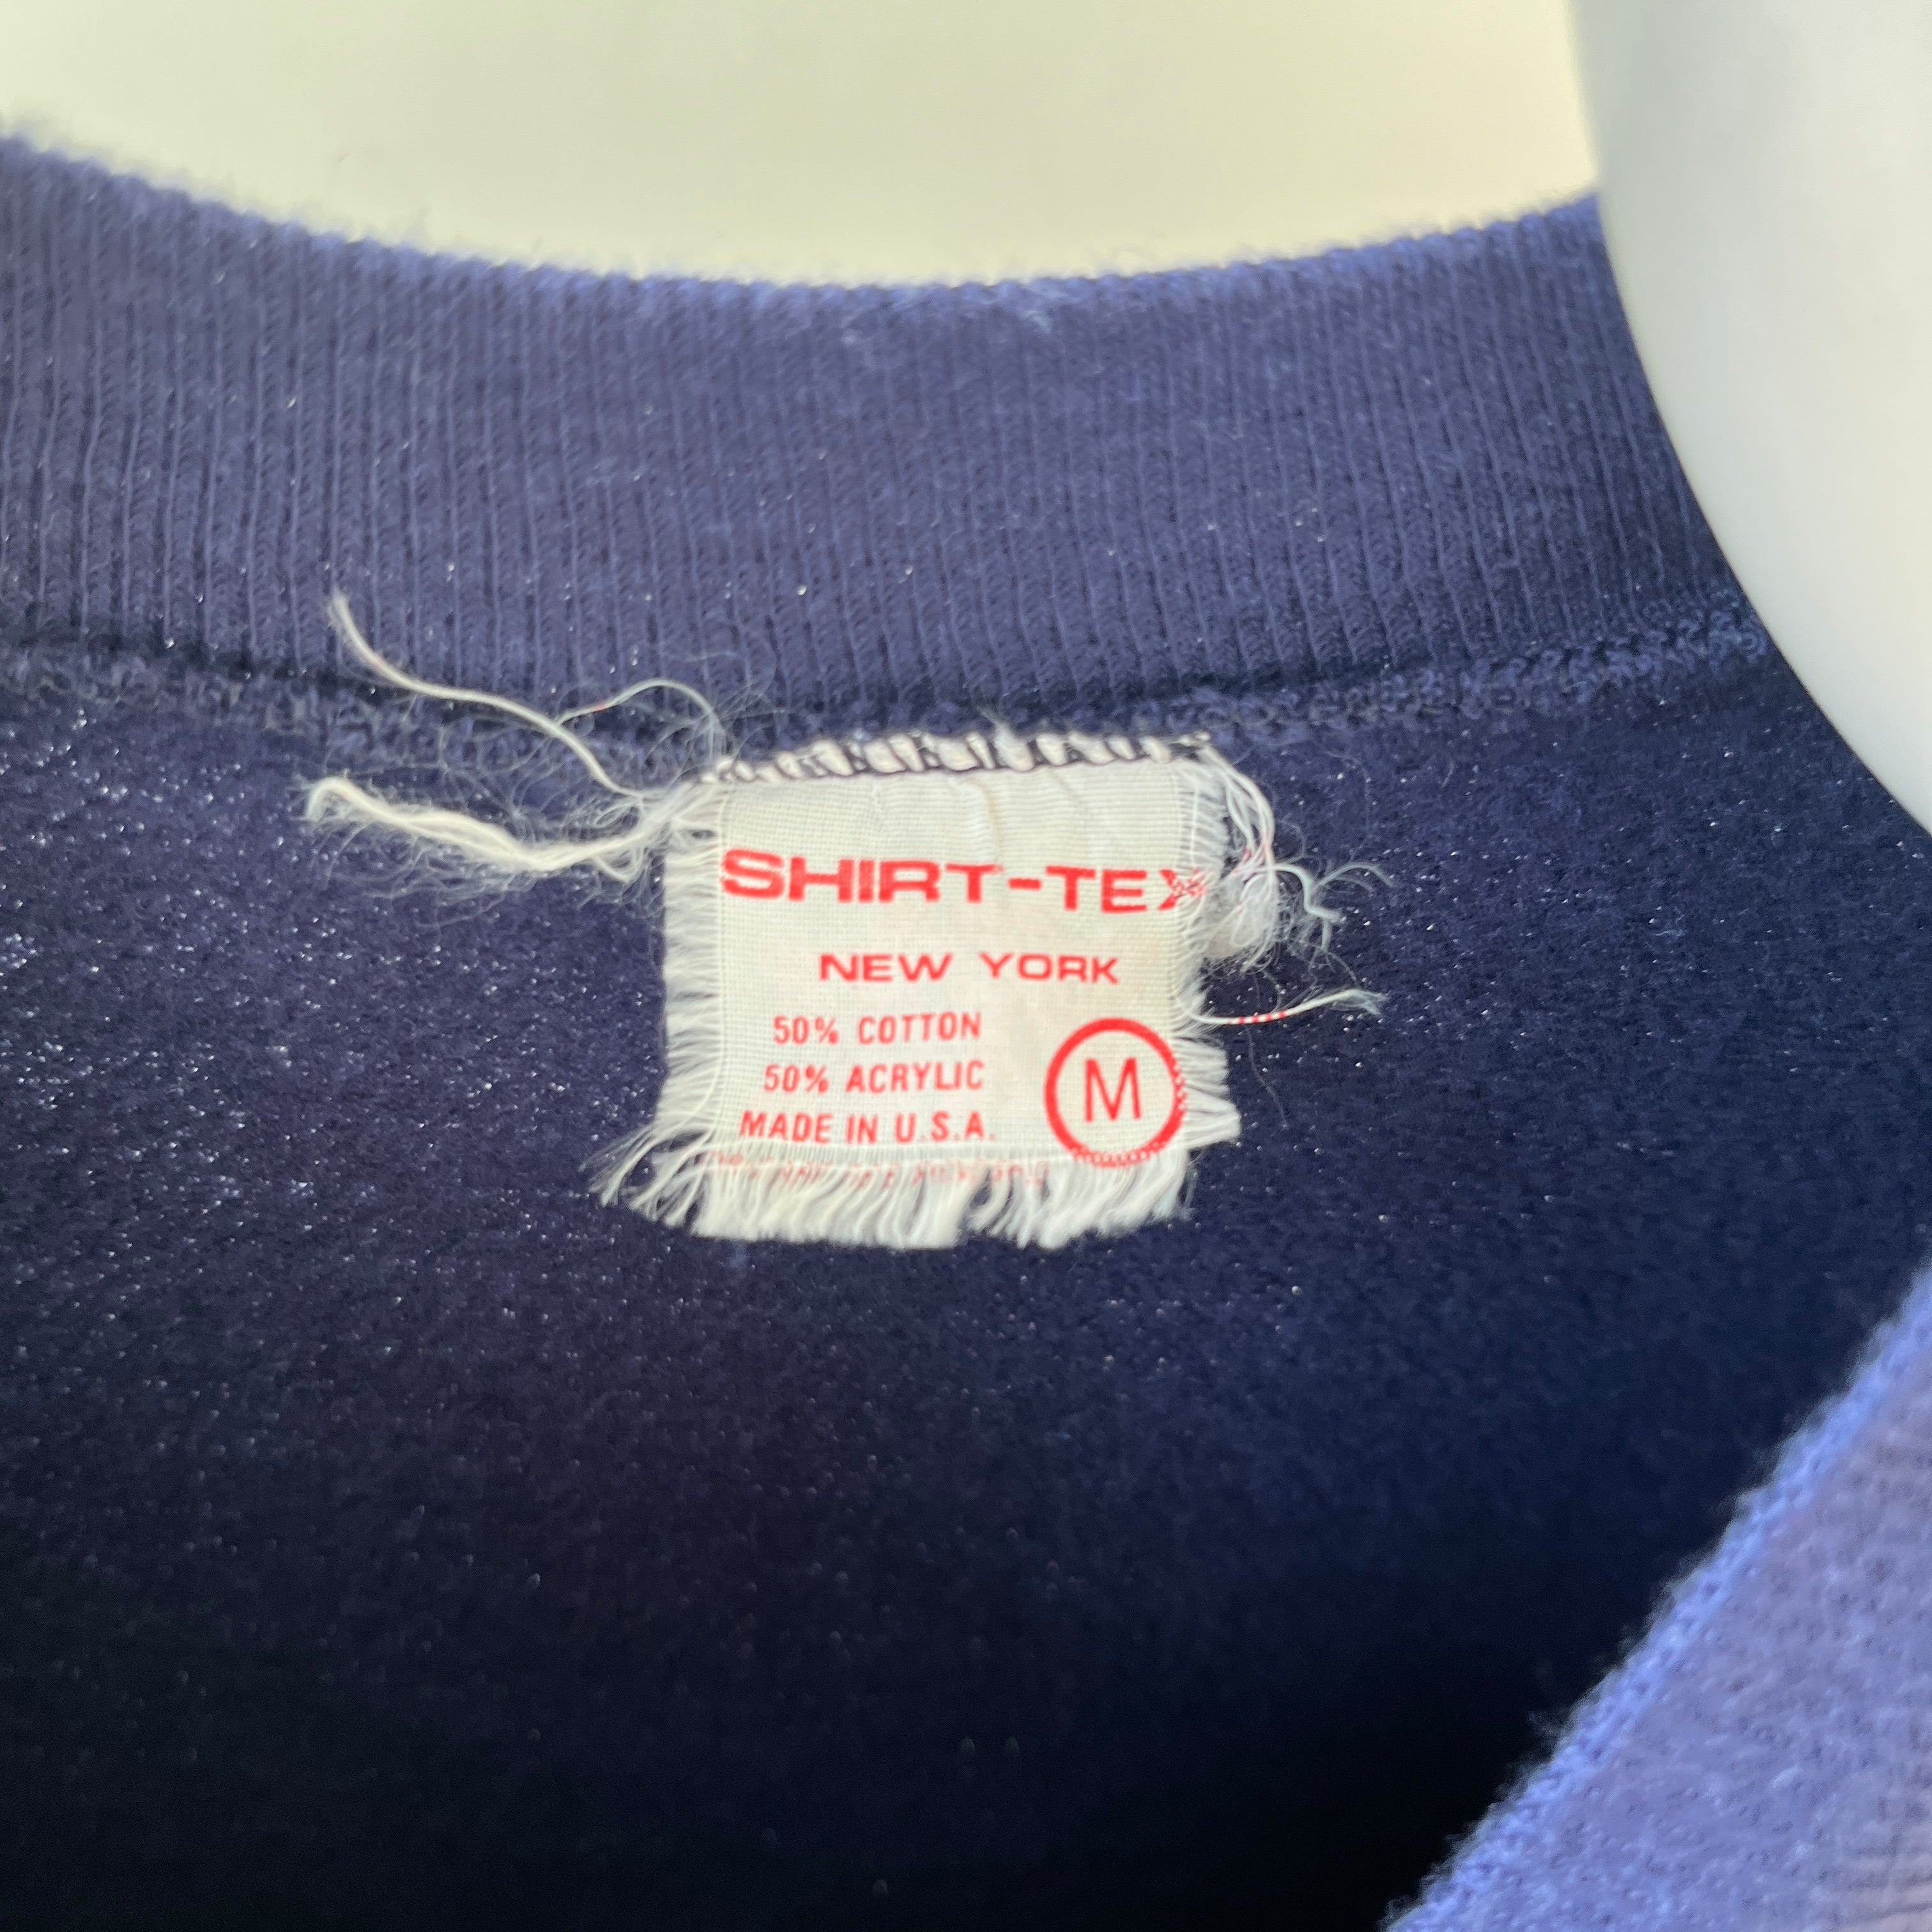 SHIRT-TEX
NEW YORK
50% COTTON
50% ACRYLIC
MADE IN U.S.A.
M